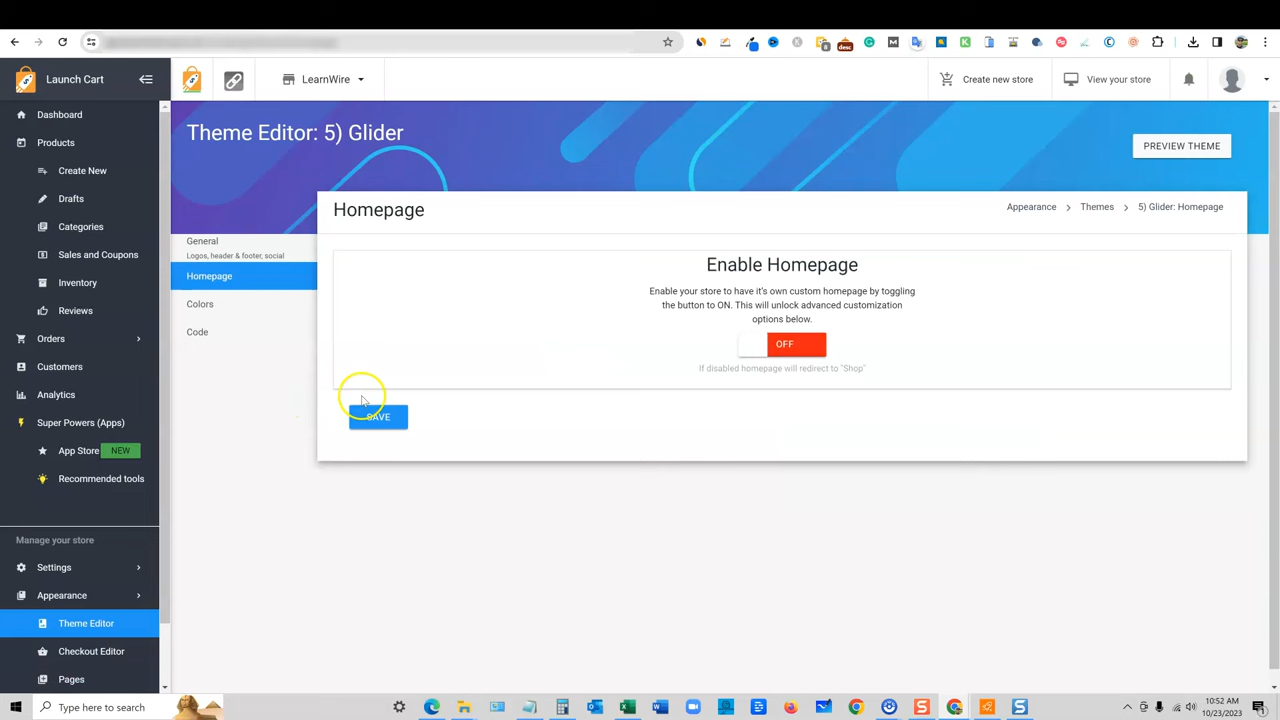 Launch Cart
LearnWire
Create new store
View your store
Dashboard
Products
Create New
Drafts
Categories
Sales and Coupons
Inventory
Reviews
Orders
Customers
Analytics
Super Powers (Apps)
App Store NEW
Recommended tools
Manage your store
Settings
Appearance
Theme Editor
Checkout Editor
Pages
Theme Editor: 5) Glider
PREVIEW THEME
General
Logos, header & footer, social
Homepage
Colors
Code
Homepage
Appearance > Themes > 5) Glider: Homepage
Enable Homepage
Enable your store to have it's own custom homepage by toggling
the button to ON. This will unlock advanced customization
options below.
OFF
If disabled homepage will redirect to "Shop"
SAVE
Type here to search
10:52 AM
10/23/2023